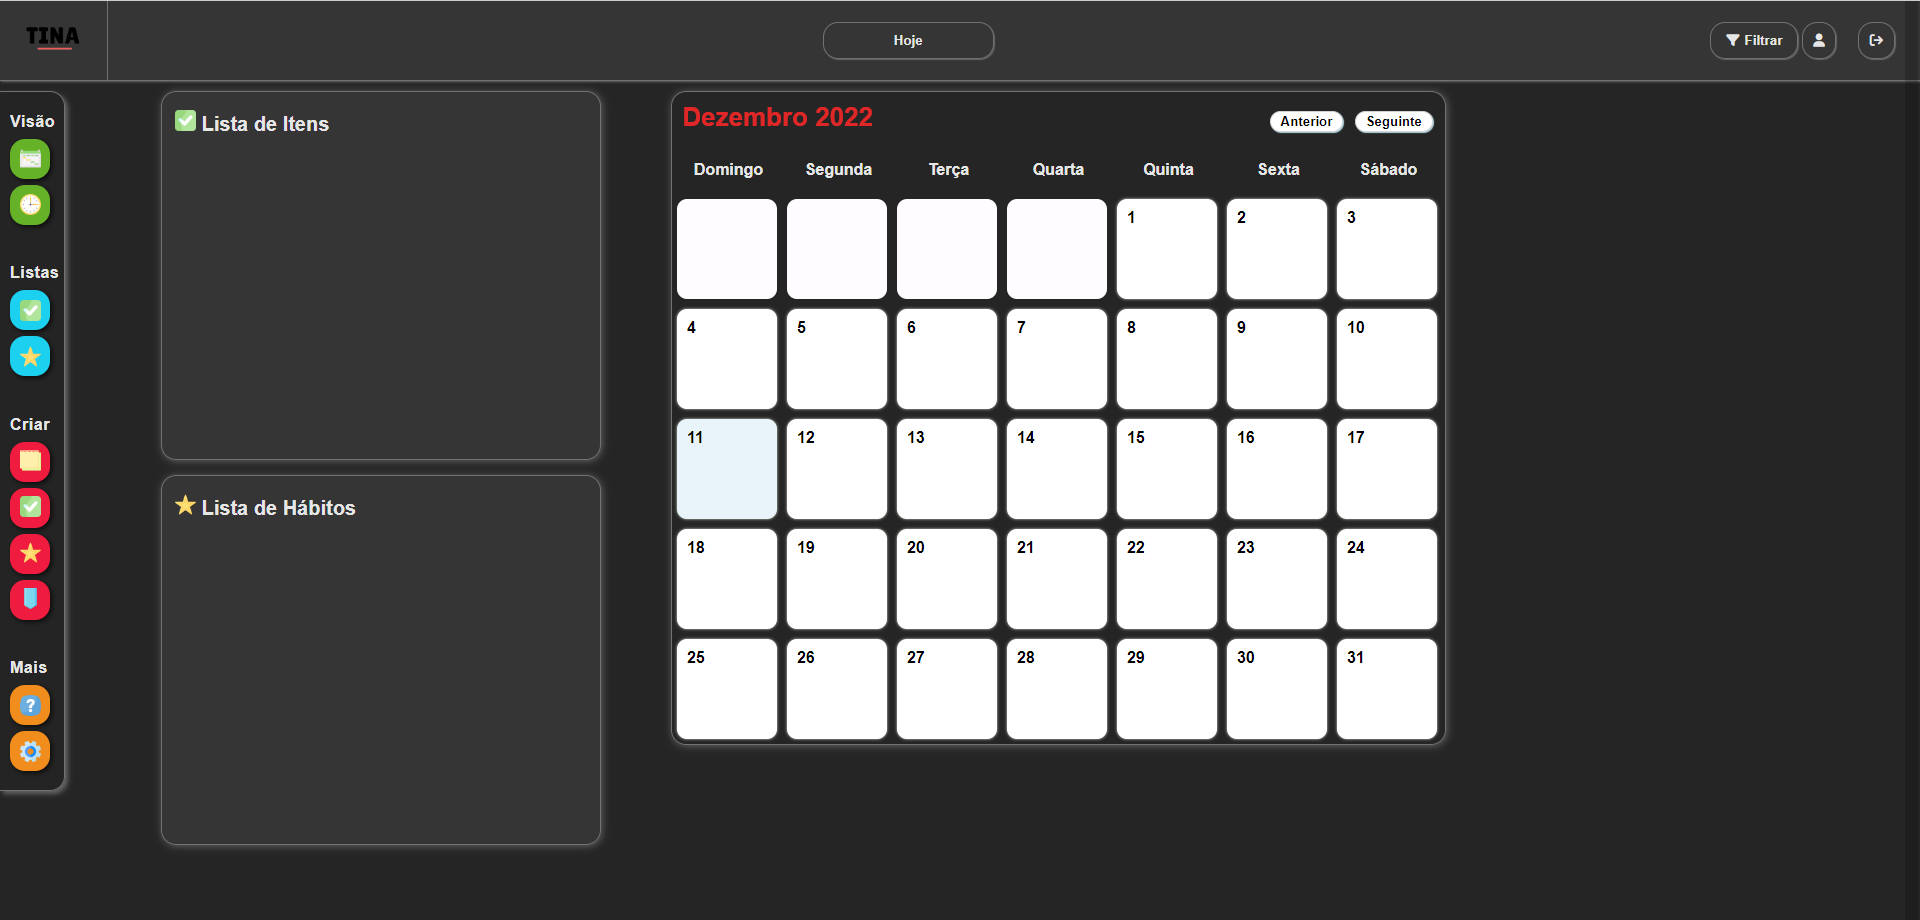 TINA
Hoje
Filtrar
Visão
Listas
Criar
Mais
?
Lista de Itens
Lista de Hábitos
Dezembro 2022
Anterior Seguinte
Domingo Segunda Terça Quarta Quinta Sexta Sábado
1 2 3
4 5 6 7 8 9 10
11 12 13 14 15 16 17
18 19 20 21 22 23 24
25 26 27 28 29 30 31